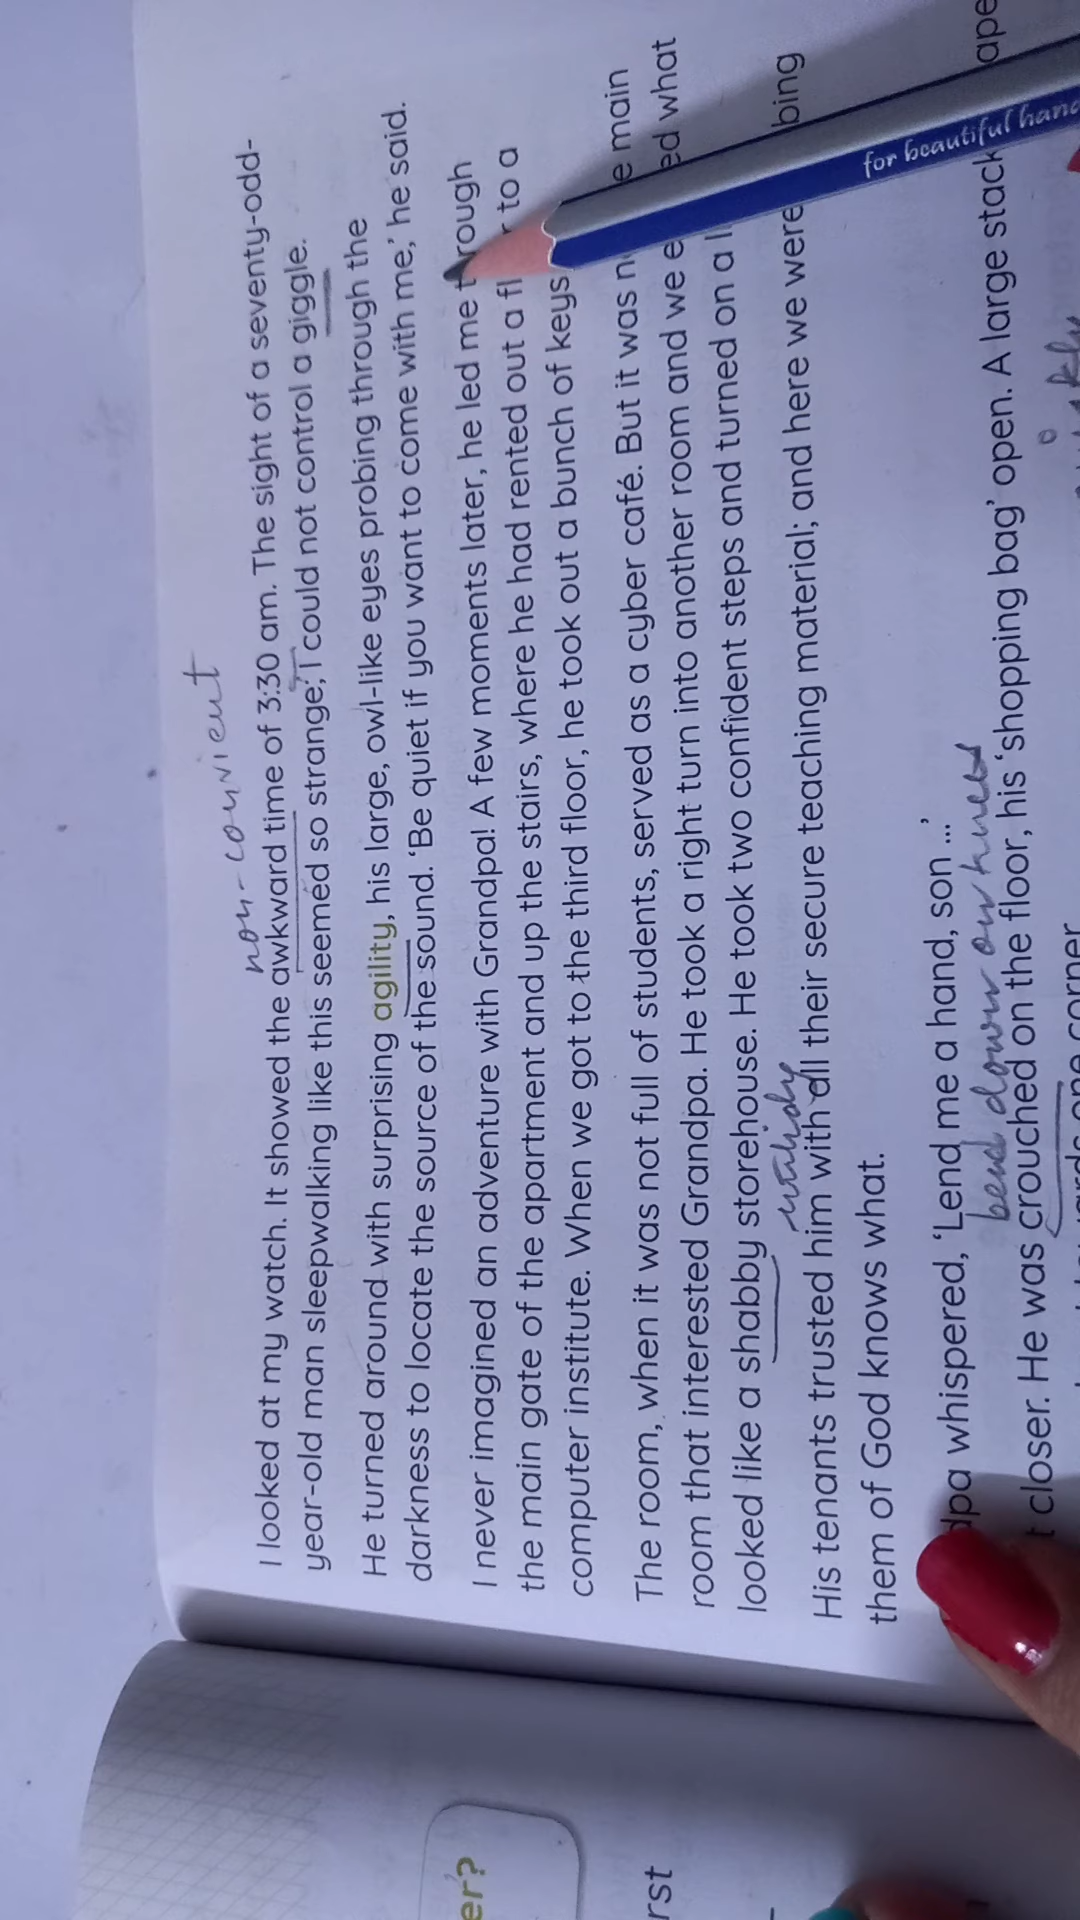 non-convient
I looked at my watch. It showed the awkward time of 3:30 am. The sight of a seventy-odd-
year-old man sleepwalking like this seemed so strange; I could not control a giggle.
He turned around with surprising agility, his large, owl-like eyes probing through the
darkness to locate the source of the sound. 'Be quiet if you want to come with me,' he said.
I never imagined an adventure with Grandpa! A few moments later, he led me through
the main gate of the apartment and up the stairs, where he had rented out a fl r to a
computer institute. When we got to the third floor, he took out a bunch of keys
The room, when it was not full of students, served as a cyber café. But it was n e main
room that interested Grandpa. He took a right turn into another room and we e ed what
looked like a shabby storehouse. He took two confident steps and turned on a l
untidy
His tenants trusted him with all their secure teaching material; and here we were bing
them of God knows what.
dpa whispered, 'Lend me a hand, son ...'
bend down our knees
t closer. He was crouched on the floor, his 'shopping bag' open. A large stack ape
one corner
for beautiful hand
er?
rst